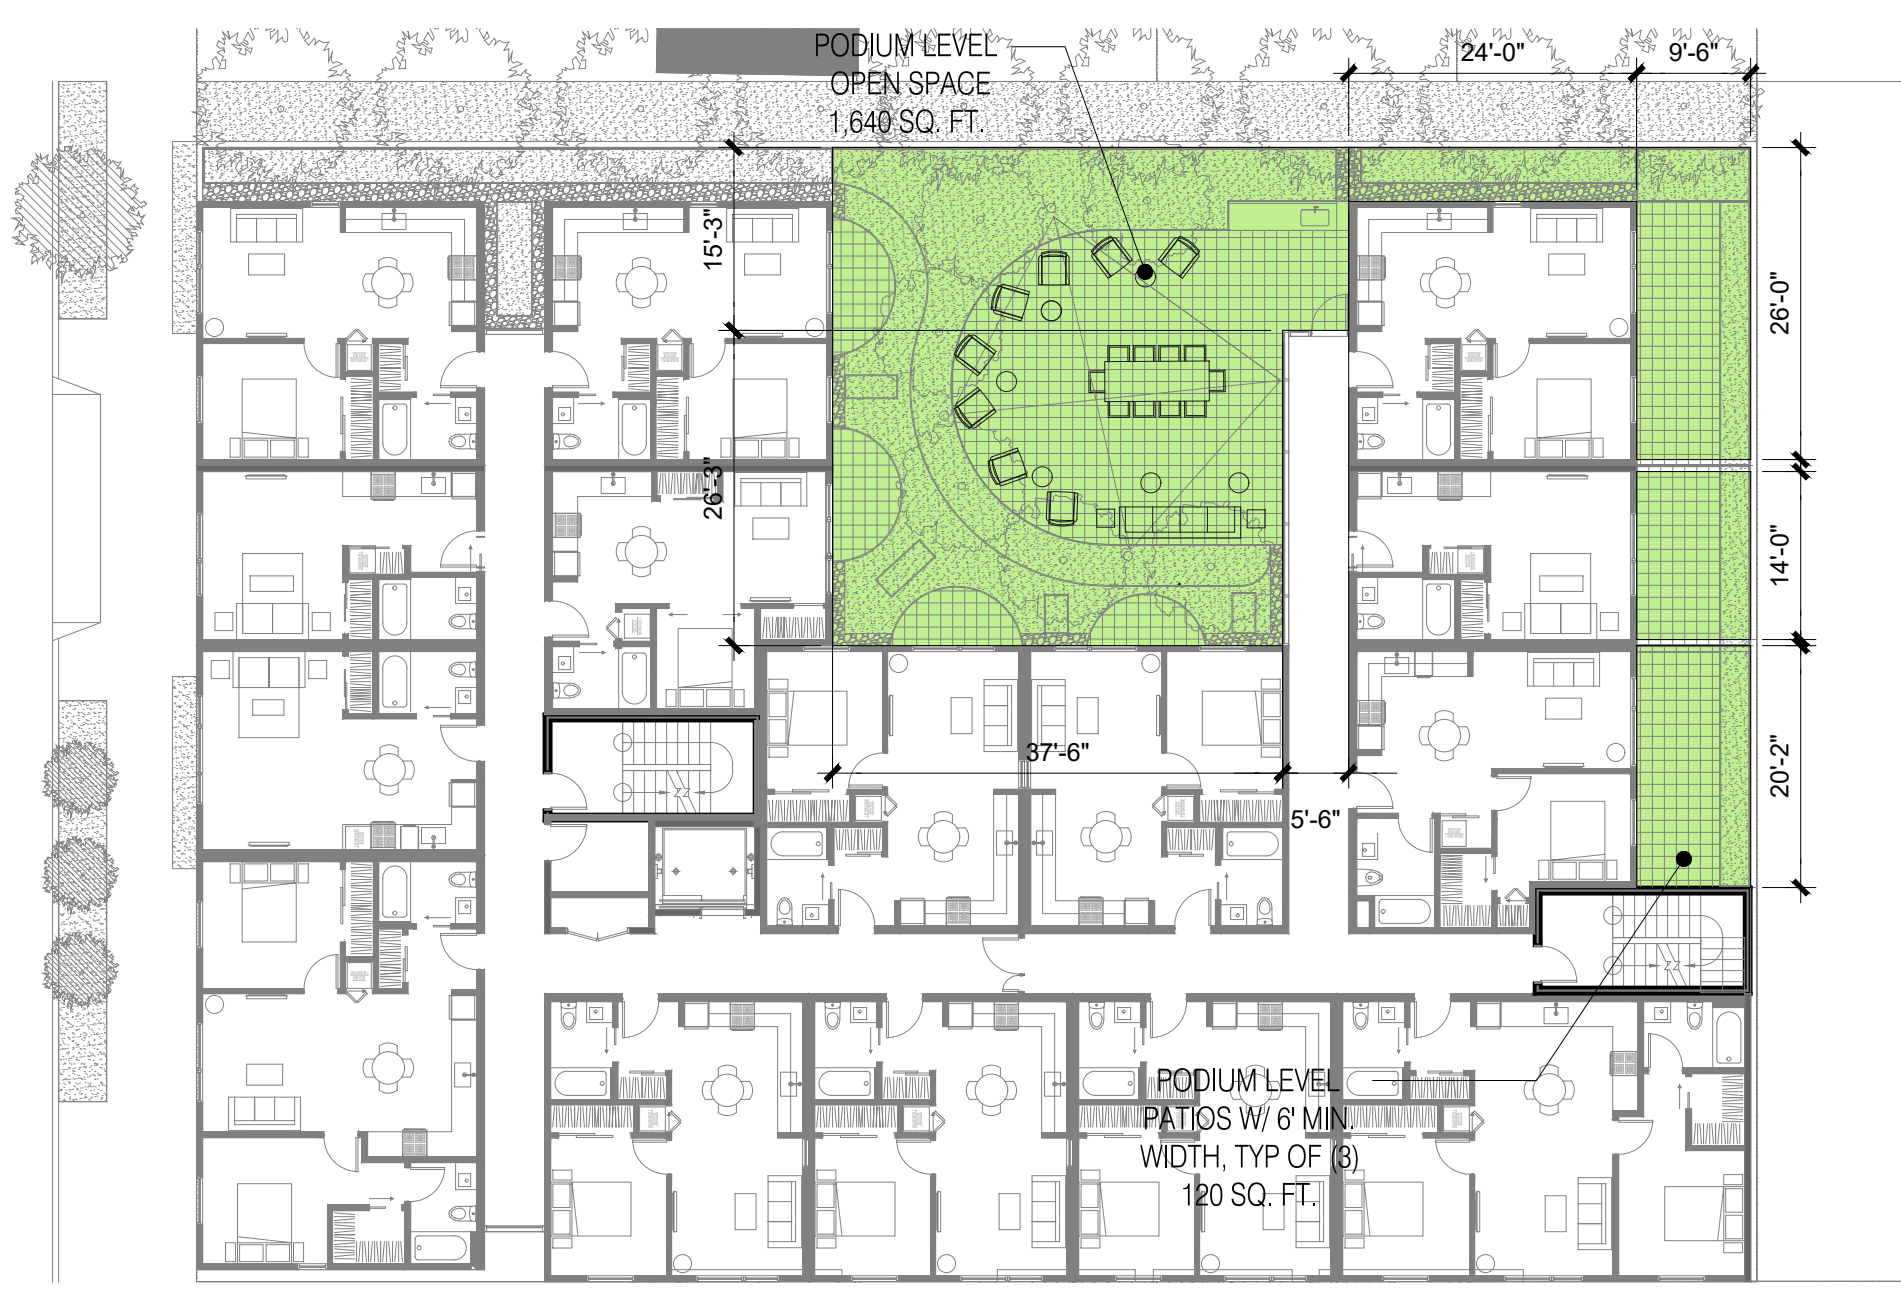 PODIUM LEVEL
OPEN SPACE
1,640 SQ. FT.
24'-0"
9'-6"
15'-3"
26'-0"
26'-3"
14'-0"
37'-6"
20'-2"
5'-6"
PODIUM LEVEL
PATIOS W/ 6' MIN.
WIDTH, TYP OF (3)
120 SQ. FT.